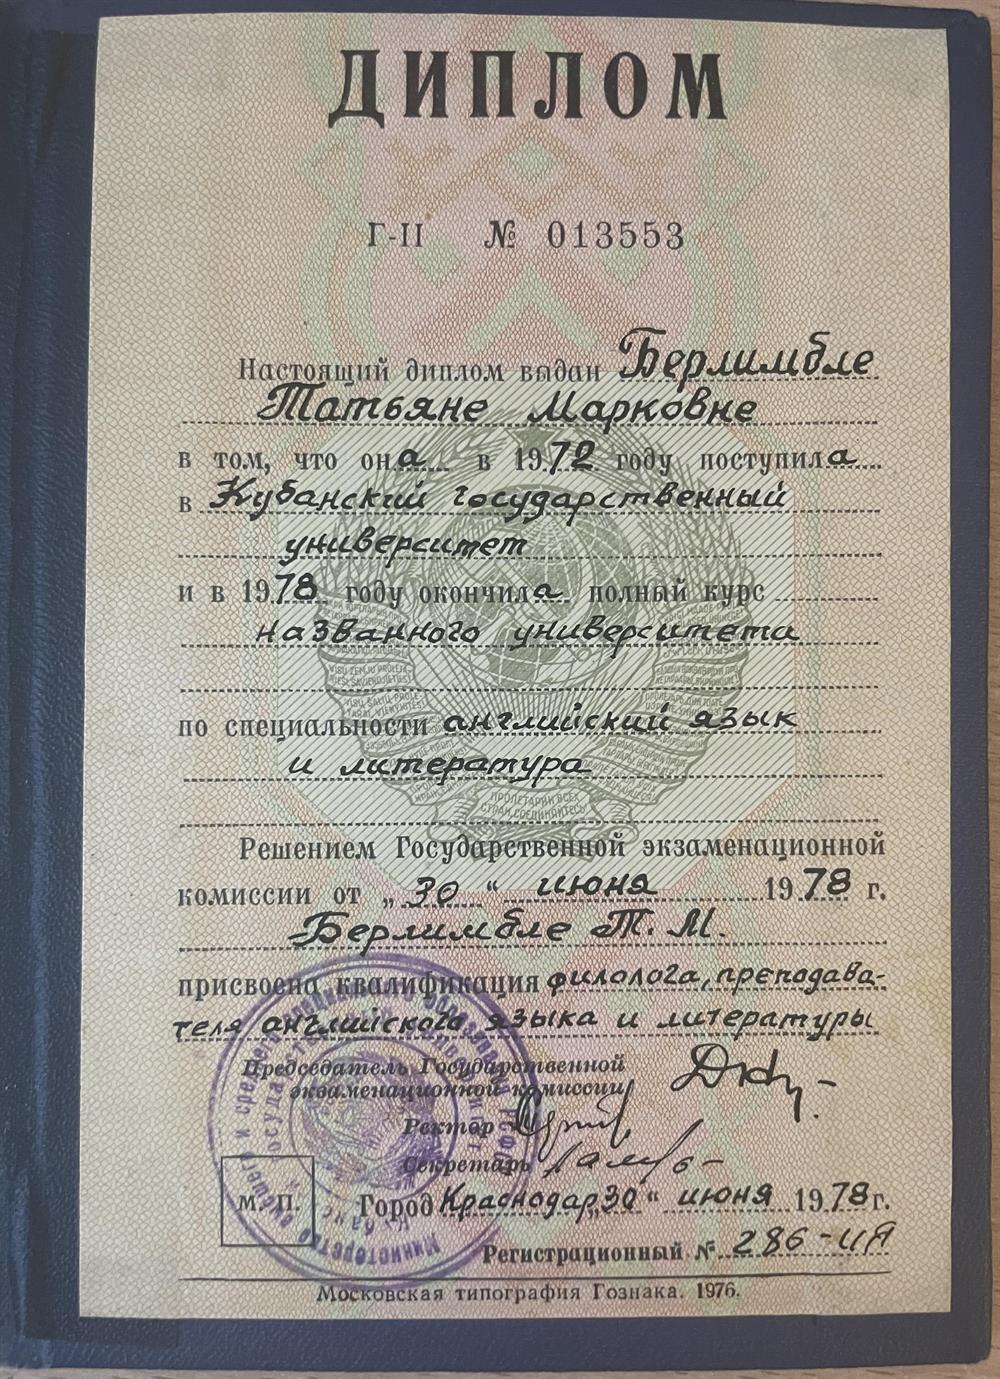 ДИПЛОМ
Г-II № 013553
Настоящий диплом выдан Берлимбле
Татьяне Марковне
в том, что она в 1972 году поступила
в Кубанский государственный
университет
и в 1978 году окончила полный курс
названного университета
по специальности английский язык
и литература
Решением Государственной экзаменационной
комиссии от „30“ июня 1978 г.
Берлимбле Т. М.
присвоена квалификация филолога, преподава-
теля английского языка и литературы
Председатель Государственной
экзаменационной комиссии
Ректор
Секретарь
М. П. Город Краснодар „30“ июня 1978 г.
Регистрационный № 286-ИЯ
Московская типография Гознака. 1976.